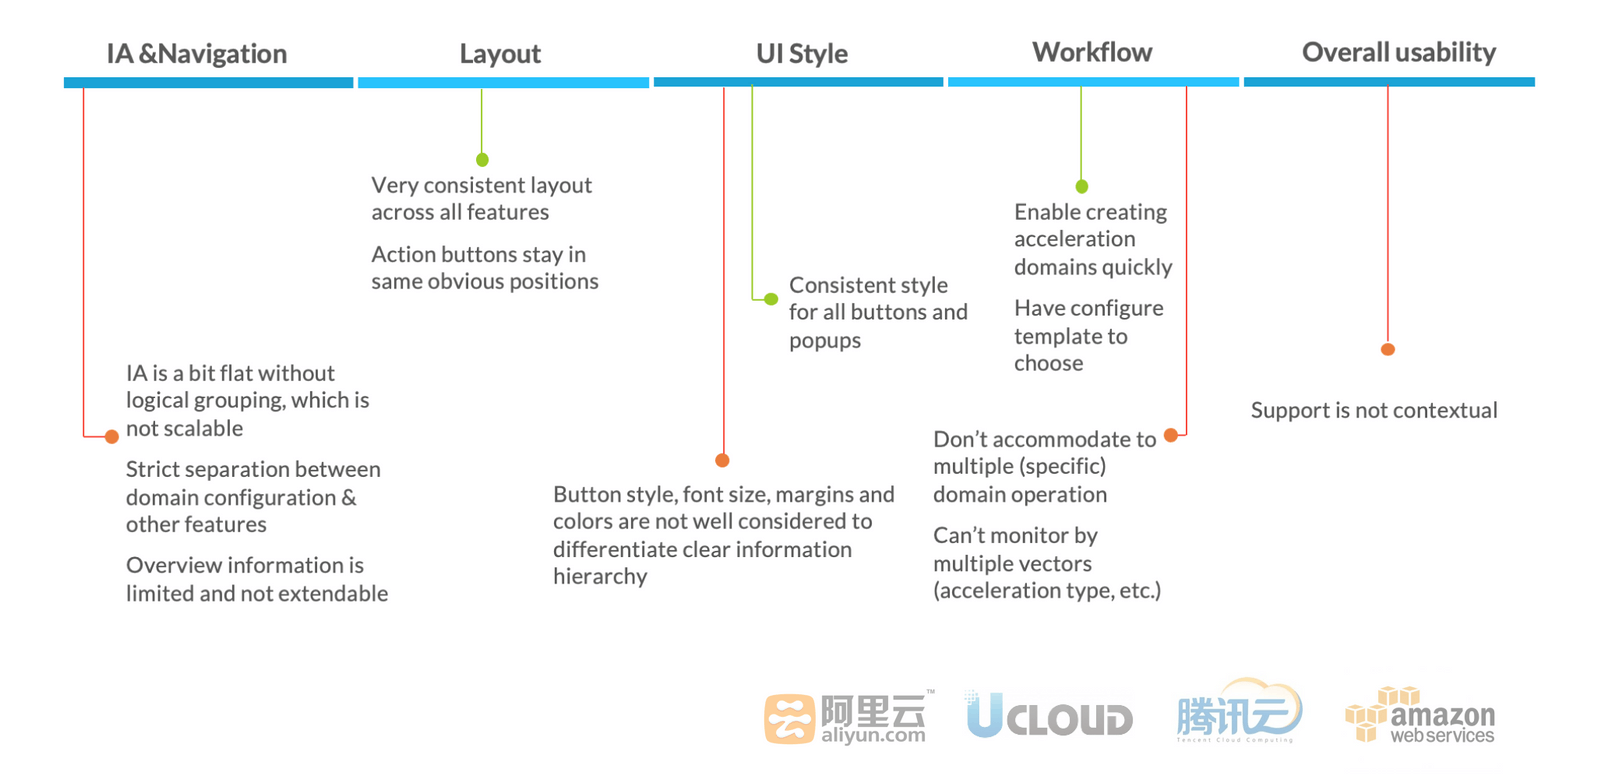 IA &Navigation
Layout
UI Style
Workflow
Overall usability
IA is a bit flat without
logical grouping, which is
not scalable
Strict separation between
domain configuration &
other features
Overview information is
limited and not extendable
Very consistent layout
across all features
Action buttons stay in
same obvious positions
Consistent style
for all buttons and
popups
Button style, font size, margins and
colors are not well considered to
differentiate clear information
hierarchy
Enable creating
acceleration
domains quickly
Have configure
template to
choose
Don’t accommodate to
multiple (specific)
domain operation
Can’t monitor by
multiple vectors
(acceleration type, etc.)
Support is not contextual
阿里云™
aliyun.com
UCLOUD
腾讯云
Tencent Cloud Computing
amazon
web services